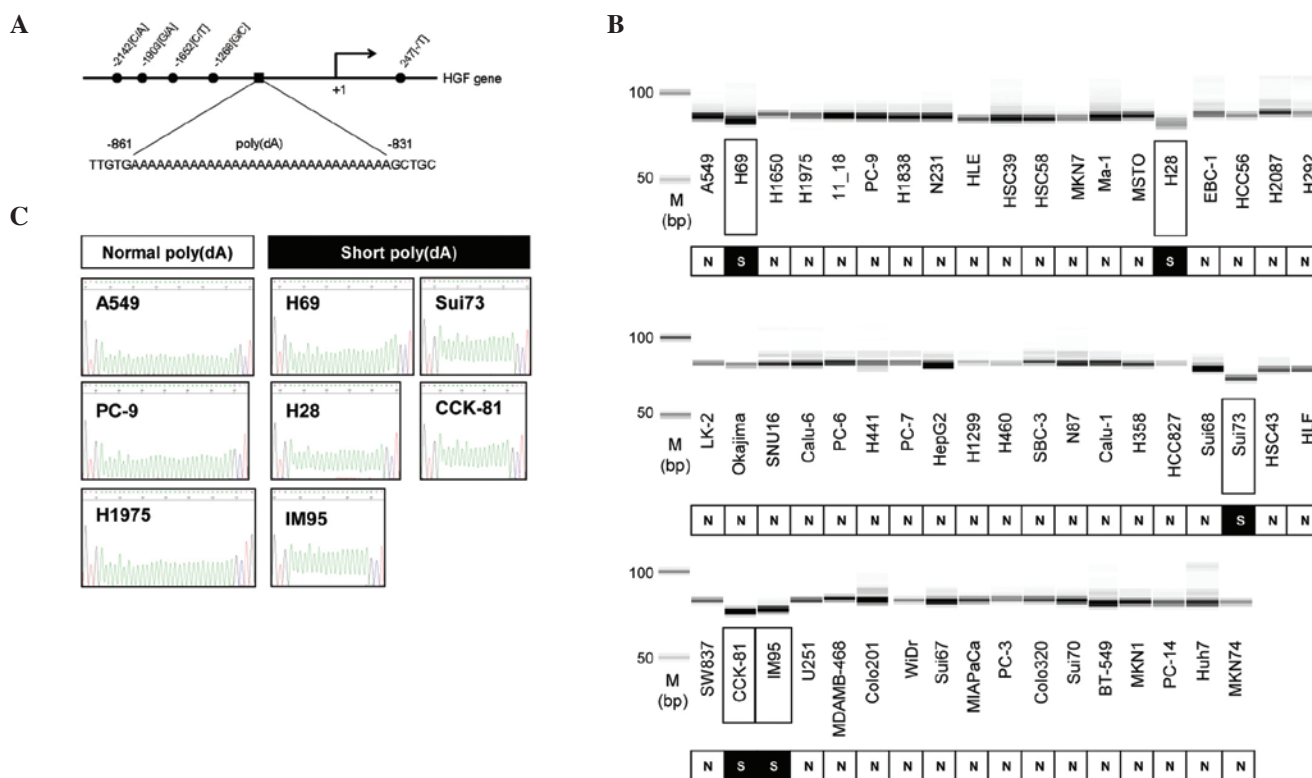 A
-2142[C/A]
-1652[C/T]
-1268[G/C]
247[-/T]
HGF gene
+1
-861
poly(dA)
-831
TTGTGAAAAAAAAAAAAAAAAAAAAAAAAAAAAAAAGCTGC
C
Normal poly(dA)
Short poly(dA)
A549
H69
Sui73
PC-9
H28
CCK-81
H1975
IM95
B
100
50
M
(bp)
A549 H69 H1650 H1975 11_18 PC-9 H1838 N231 HLE HSC39 HSC58 MKN7 Ma-1 MSTO H28 EBC-1 HCC56 H2087 H292
N S N N N N N N N N N N N N S N N N N
100
50
M
(bp)
LK-2 Okajima SNU16 Calu-6 PC-6 H441 PC-7 HepG2 H1299 H460 SBC-3 N87 Calu-1 H358 HCC827 Sui68 Sui73 HSC43 HLF
N N N N N N N N N N N N N N N N S N N
100
50
M
(bp)
SW837 CCK-81 IM95 U251 MDAMB-468 Colo201 WiDr Sui67 MIAPaCa PC-3 Colo320 Sui70 BT-549 MKN1 PC-14 Huh7 MKN74
N S S N N N N N N N N N N N N N N